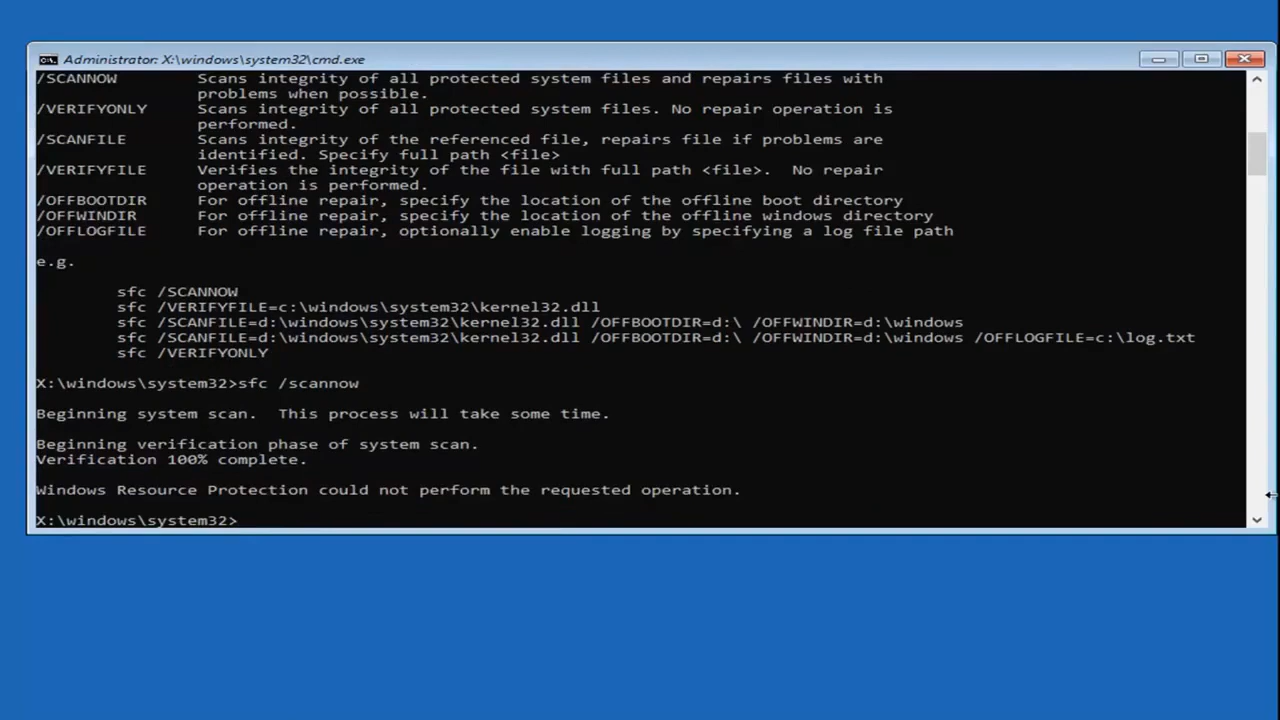 Administrator: X:\windows\system32\cmd.exe
/SCANNOW Scans integrity of all protected system files and repairs files with
problems when possible.
/VERIFYONLY Scans integrity of all protected system files. No repair operation is
performed.
/SCANFILE Scans integrity of the referenced file, repairs file if problems are
identified. Specify full path <file>
/VERIFYFILE Verifies the integrity of the file with full path <file>. No repair
operation is performed.
/OFFBOOTDIR For offline repair, specify the location of the offline boot directory
/OFFWINDIR For offline repair, specify the location of the offline windows directory
/OFFLOGFILE For offline repair, optionally enable logging by specifying a log file path
e.g.
sfc /SCANNOW
sfc /VERIFYFILE=c:\windows\system32\kernel32.dll
sfc /SCANFILE=d:\windows\system32\kernel32.dll /OFFBOOTDIR=d:\ /OFFWINDIR=d:\windows
sfc /SCANFILE=d:\windows\system32\kernel32.dll /OFFBOOTDIR=d:\ /OFFWINDIR=d:\windows /OFFLOGFILE=c:\log.txt
sfc /VERIFYONLY
X:\windows\system32>sfc /scannow
Beginning system scan. This process will take some time.
Beginning verification phase of system scan.
Verification 100% complete.
Windows Resource Protection could not perform the requested operation.
X:\windows\system32>